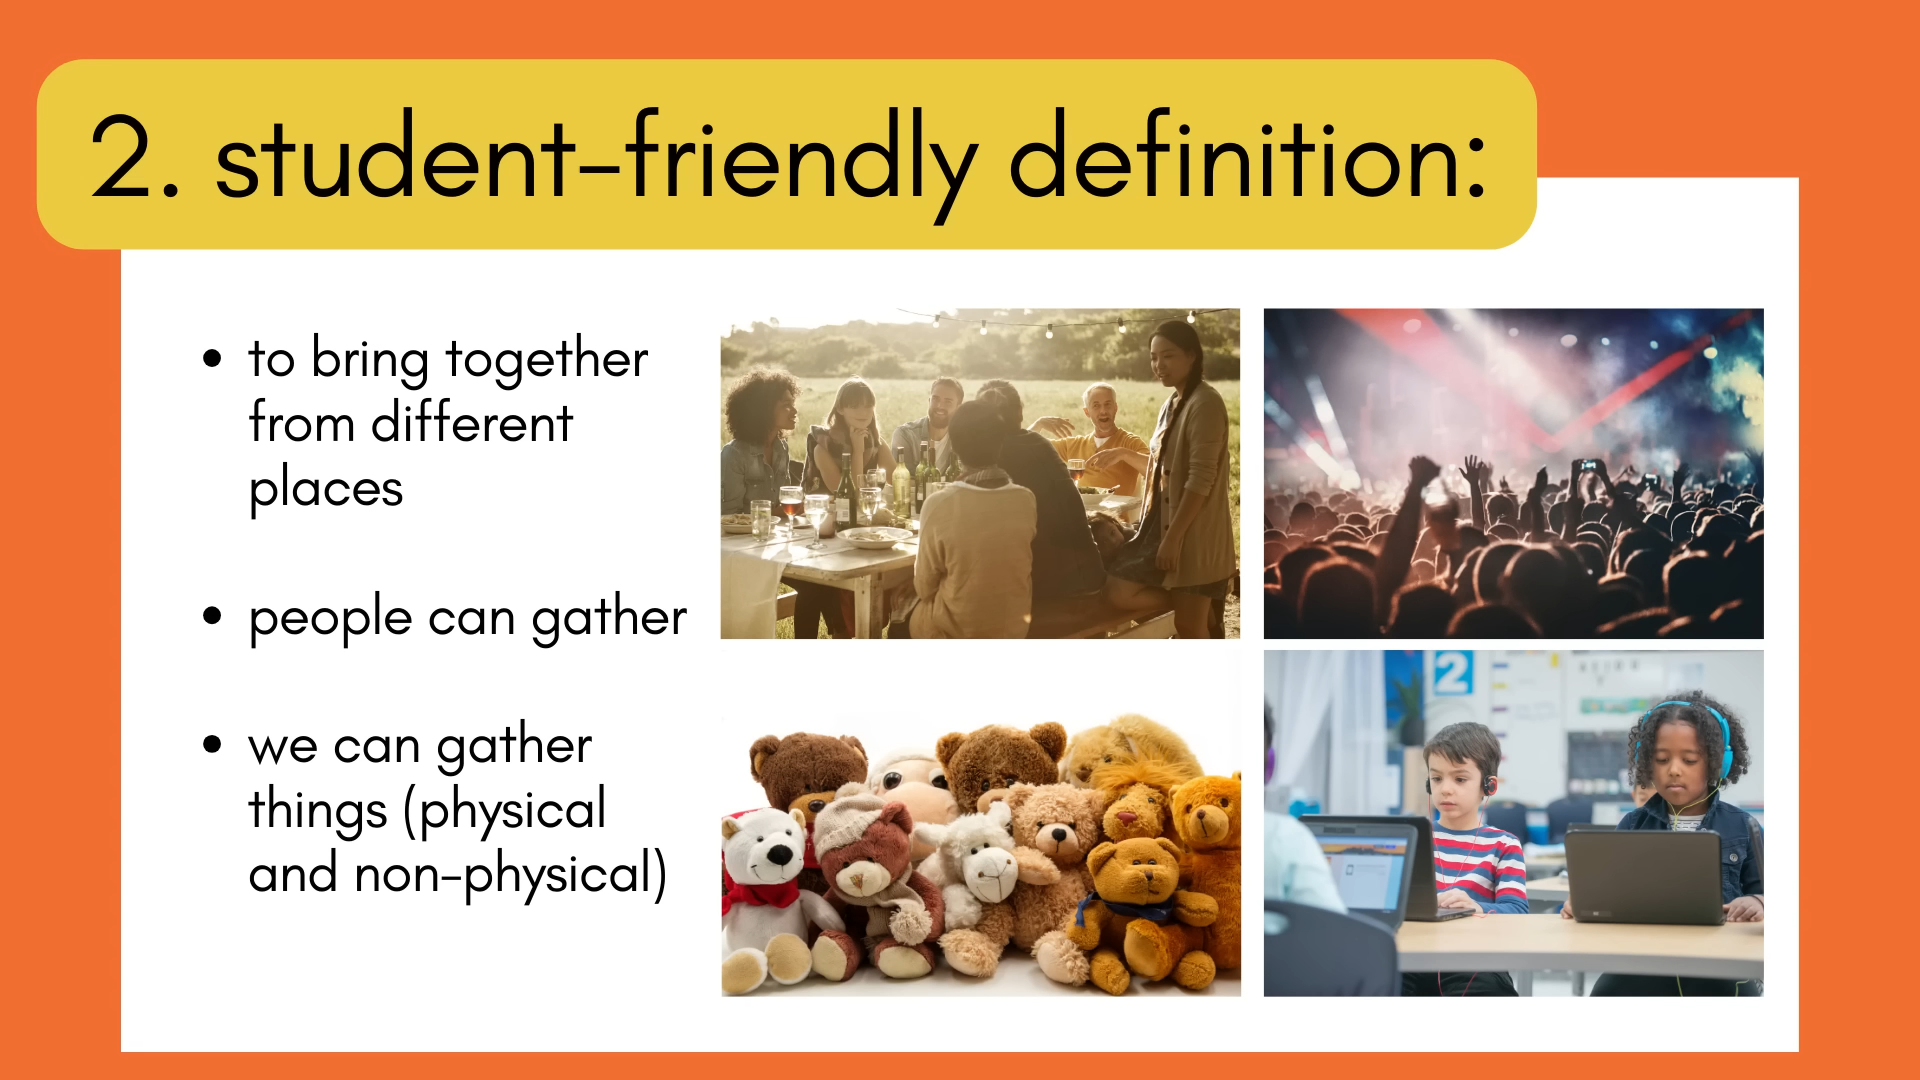 2. student-friendly definition:
• to bring together
from different
places
• people can gather
• we can gather
things (physical
and non-physical)
2